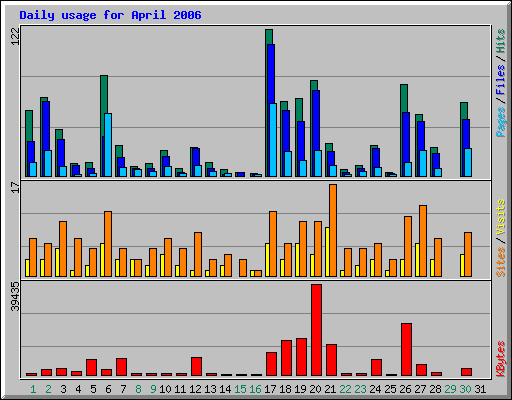 Daily usage for April 2006
122
17
39435
Pages / Files / Hits
Sites / Visits
KBytes
1 2 3 4 5 6 7 8 9 10 11 12 13 14 15 16 17 18 19 20 21 22 23 24 25 26 27 28 29 30 31